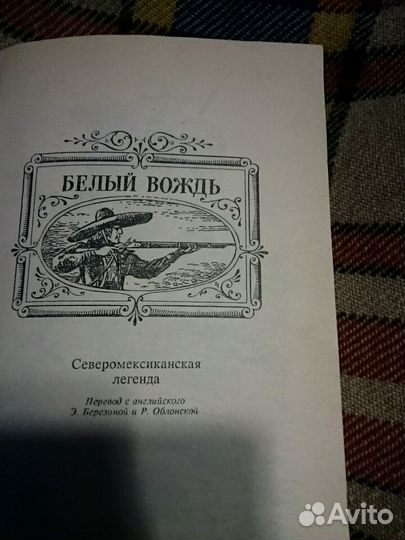 БЕЛЫЙ ВОЖДЬ
Северомексиканская
легенда
Перевод с английского
Э. Березиной и Р. Облонской
Avito